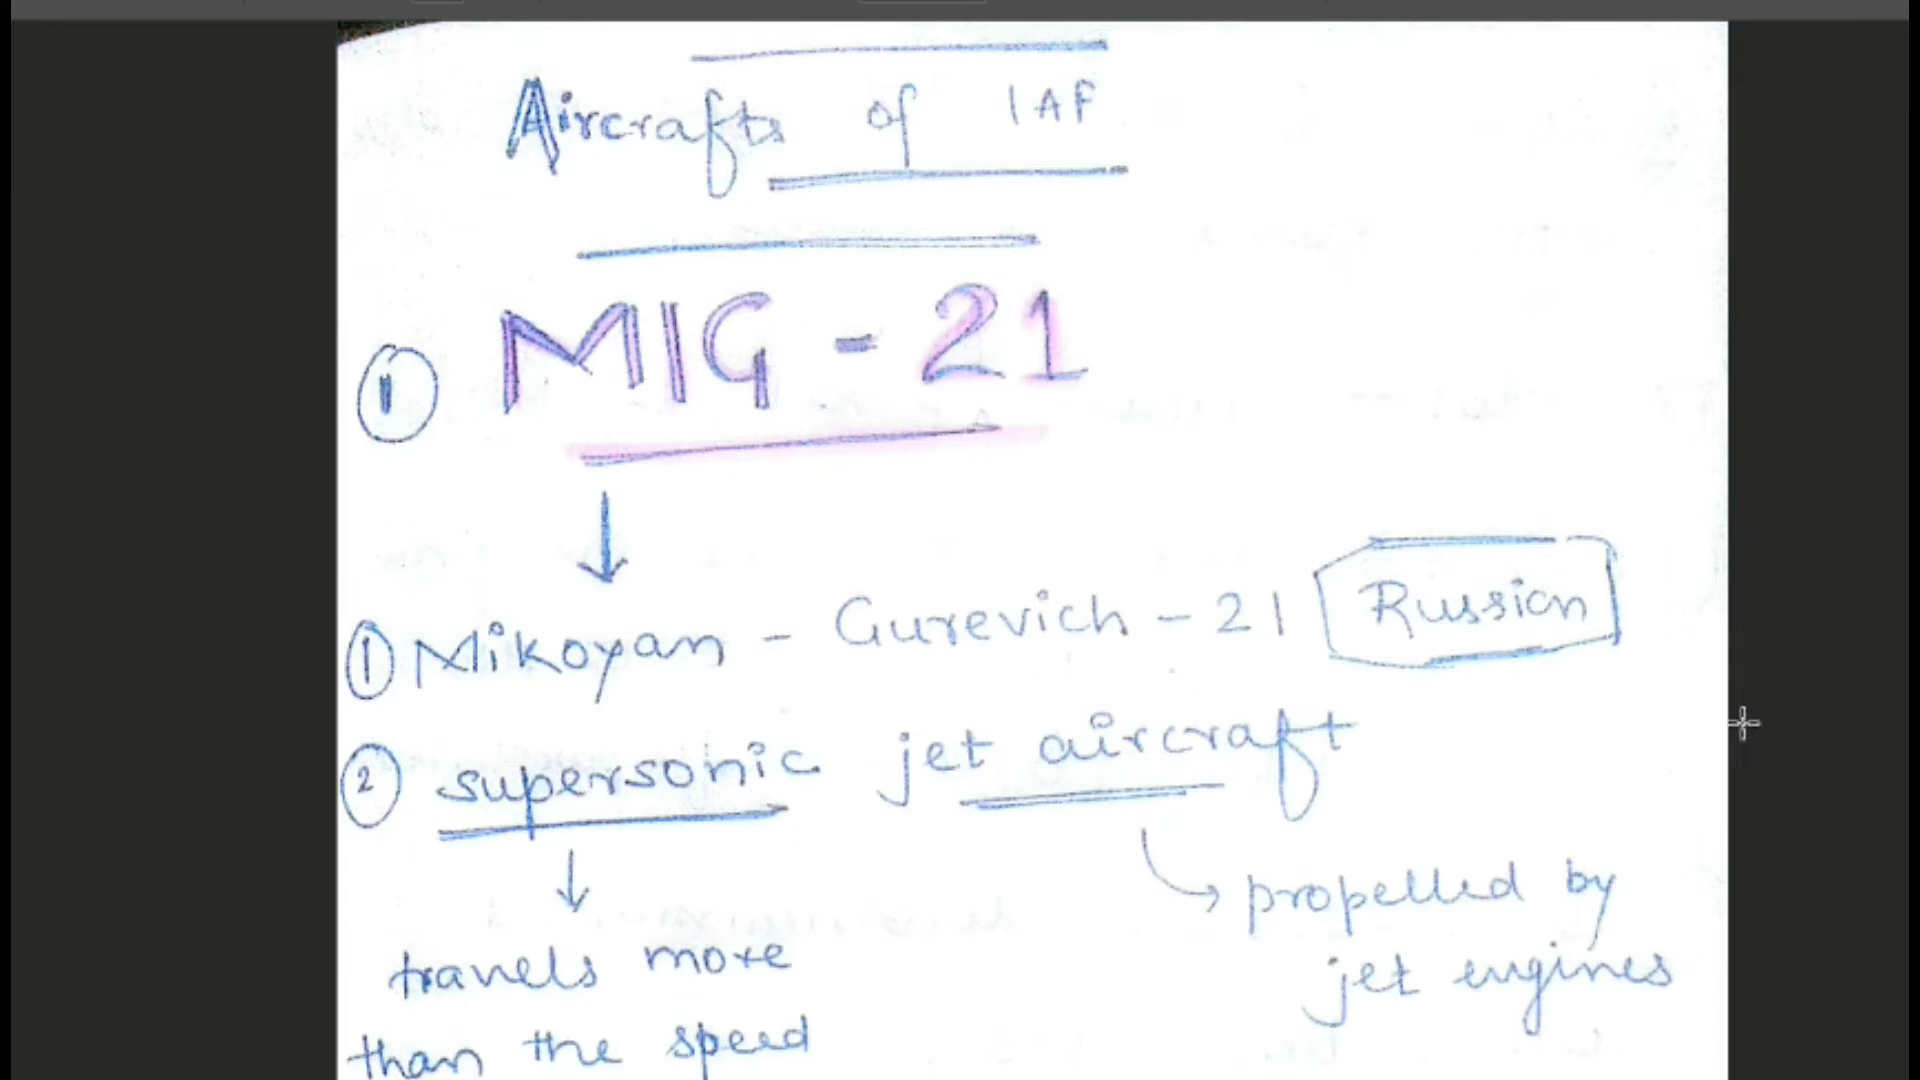 Aircrafts of IAF
① MIG - 21
① Mikoyan - Gurevich - 21 Russian
② supersonic jet aircraft
propelled by
jet engines
travels more
than the speed